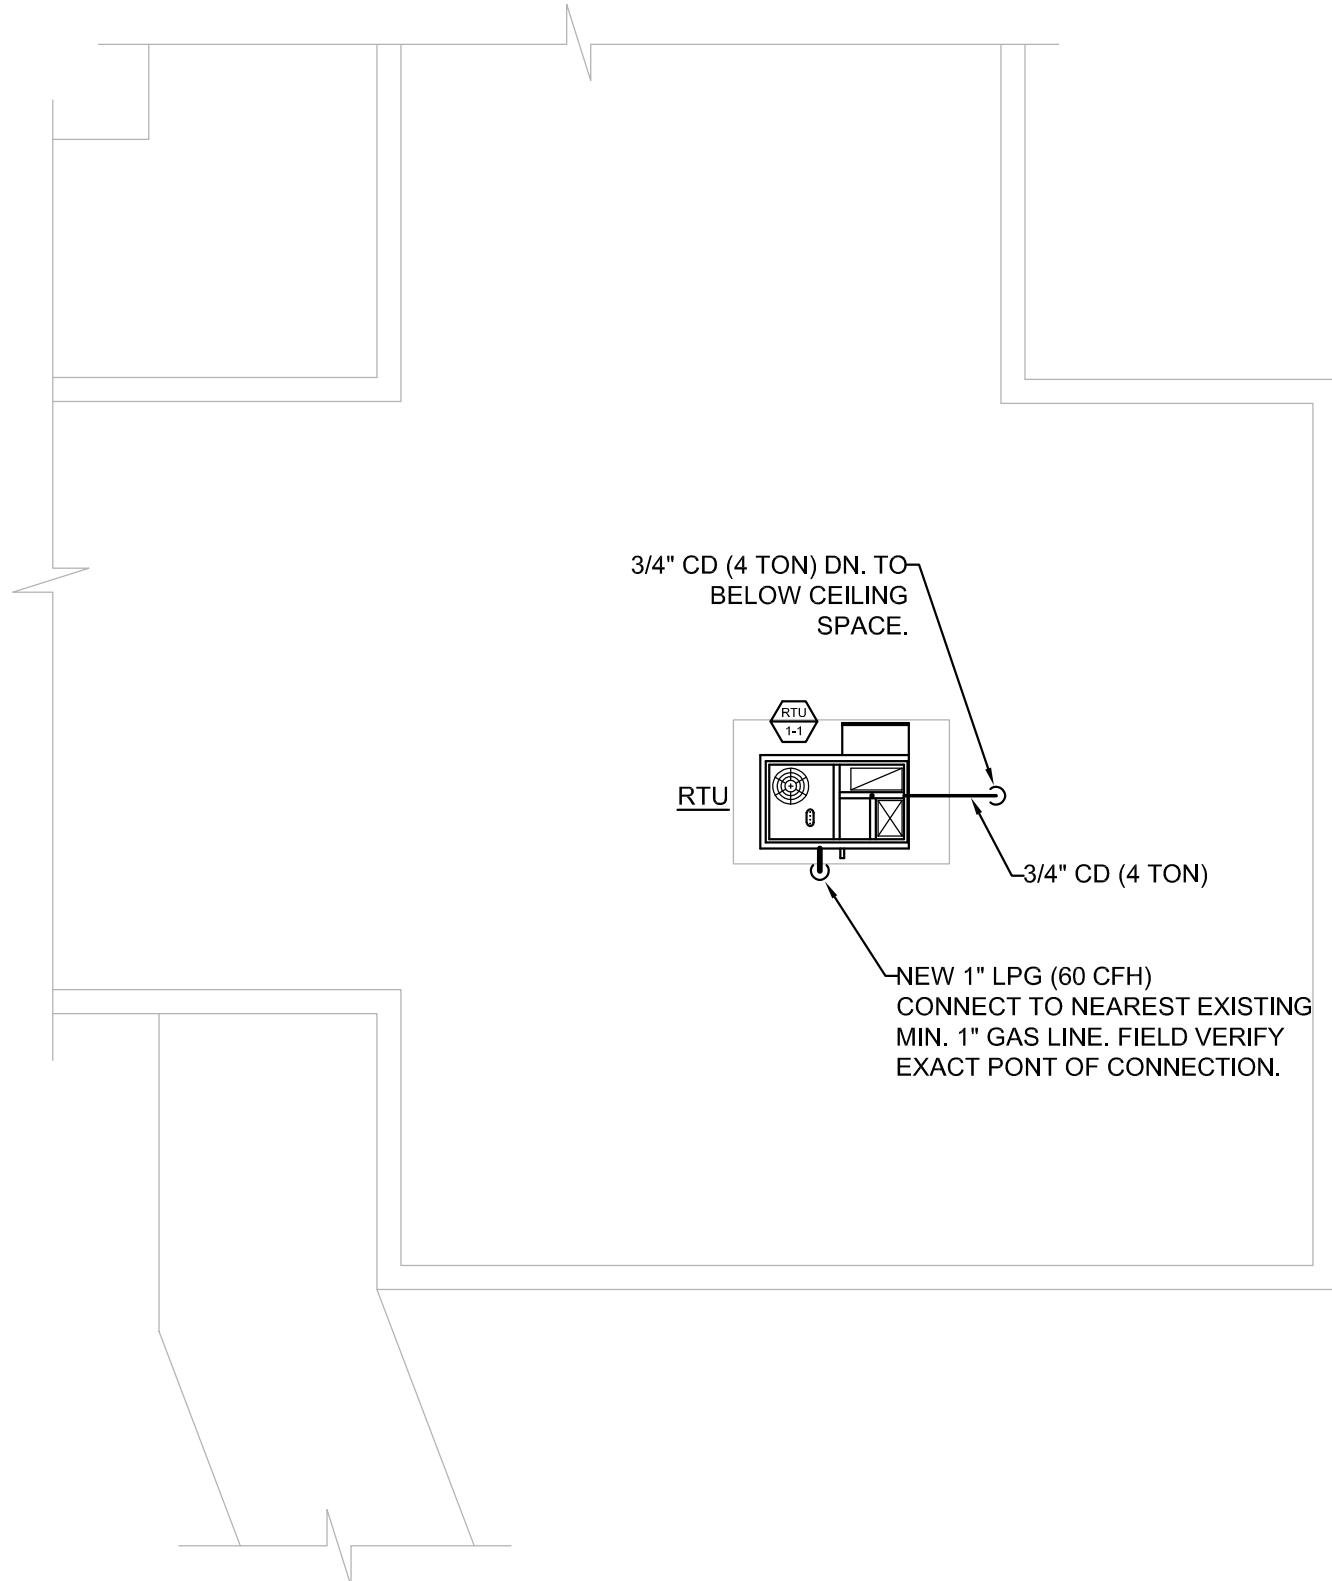 3/4" CD (4 TON) DN. TO
BELOW CEILING
SPACE.
RTU
1-1
RTU
3/4" CD (4 TON)
NEW 1" LPG (60 CFH)
CONNECT TO NEAREST EXISTING
MIN. 1" GAS LINE. FIELD VERIFY
EXACT PONT OF CONNECTION.